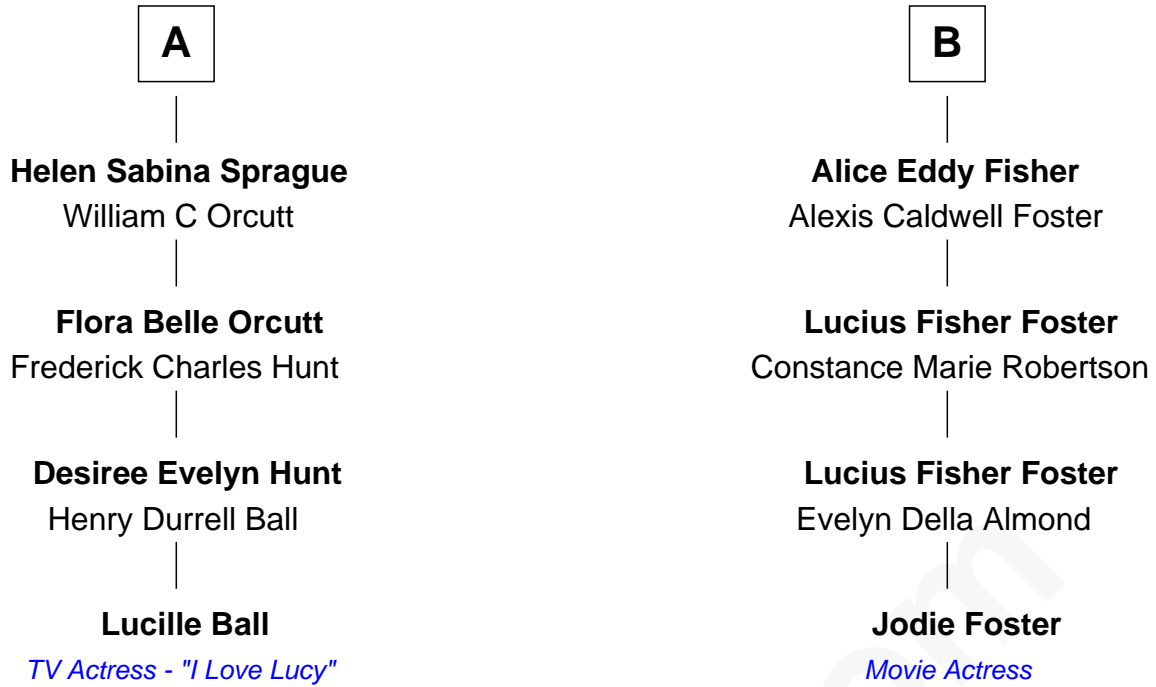 A
B
Helen Sabina Sprague
Alice Eddy Fisher
William C Orcutt
Alexis Caldwell Foster
Flora Belle Orcutt
Lucius Fisher Foster
Frederick Charles Hunt
Constance Marie Robertson
Desiree Evelyn Hunt
Lucius Fisher Foster
Henry Durrell Ball
Evelyn Della Almond
Lucille Ball
Jodie Foster
TV Actress - "I Love Lucy"
Movie Actress